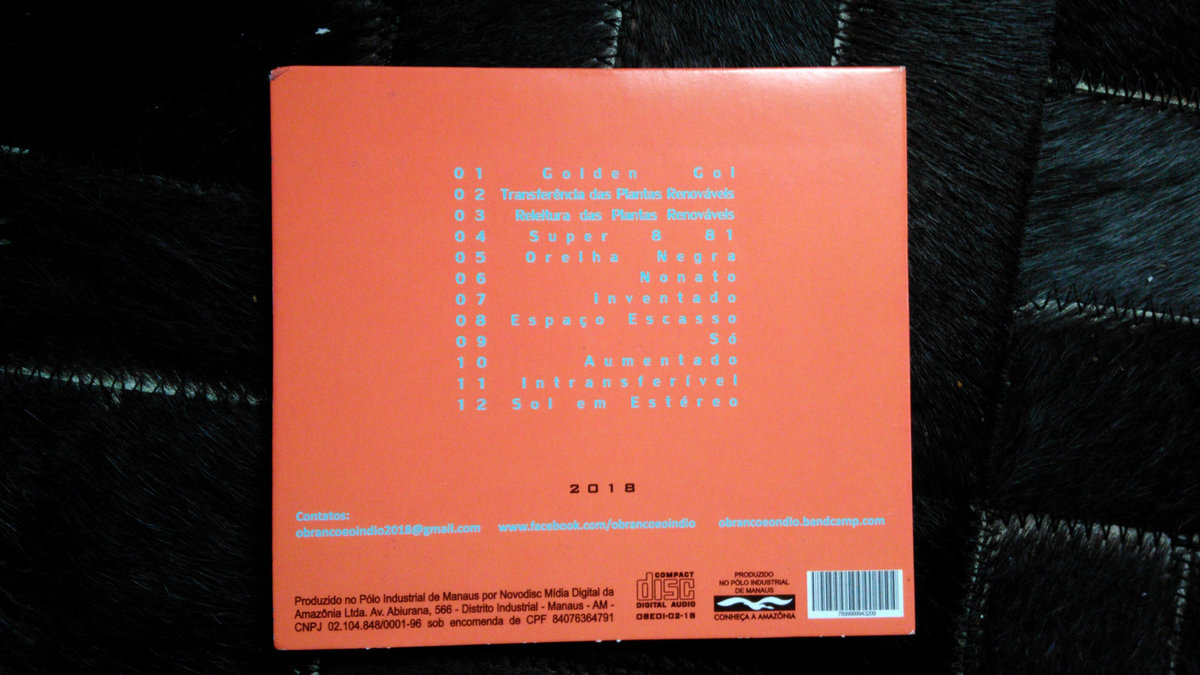 01 Golden Gol
02 Transferência das Plantas Renováveis
03 Releitura das Plantas Renováveis
04 Super 8 81
05 Orelha Negra
06 Nonato
07 Inventado
08 Espaço Escasso
09 Só
10 Aumentado
11 Intransferível
12 Sol em Estéreo
2018
Contatos:
obrancoeoindio2018@gmail.com www.facebook.com/obrancoeoindio obrancoeondio.bandcamp.com
Produzido no Pólo Industrial de Manaus por Novodisc Mídia Digital da
Amazônia Ltda. Av. Abiurana, 566 - Distrito Industrial - Manaus - AM -
CNPJ 02.104.848/0001-96 sob encomenda de CPF 84076364791
COMPACT
disc
DIGITAL AUDIO
OBEOI-02-18
PRODUZIDO
NO PÓLO INDUSTRIAL
DE MANAUS
CONHEÇA A AMAZÔNIA